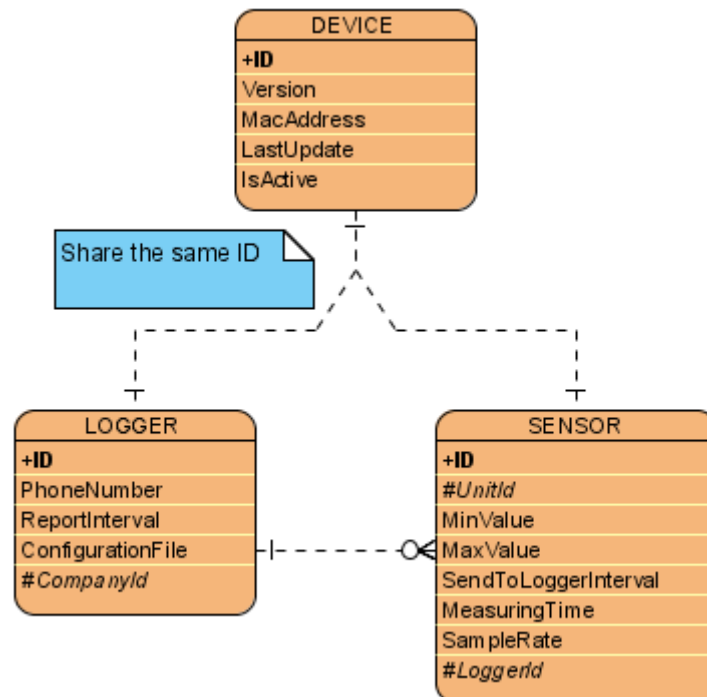 DEVICE
+ID
Version
MacAddress
LastUpdate
IsActive
Share the same ID
LOGGER
+ID
PhoneNumber
ReportInterval
ConfigurationFile
#CompanyId
SENSOR
+ID
#UnitId
MinValue
MaxValue
SendToLoggerInterval
MeasuringTime
SampleRate
#LoggerId